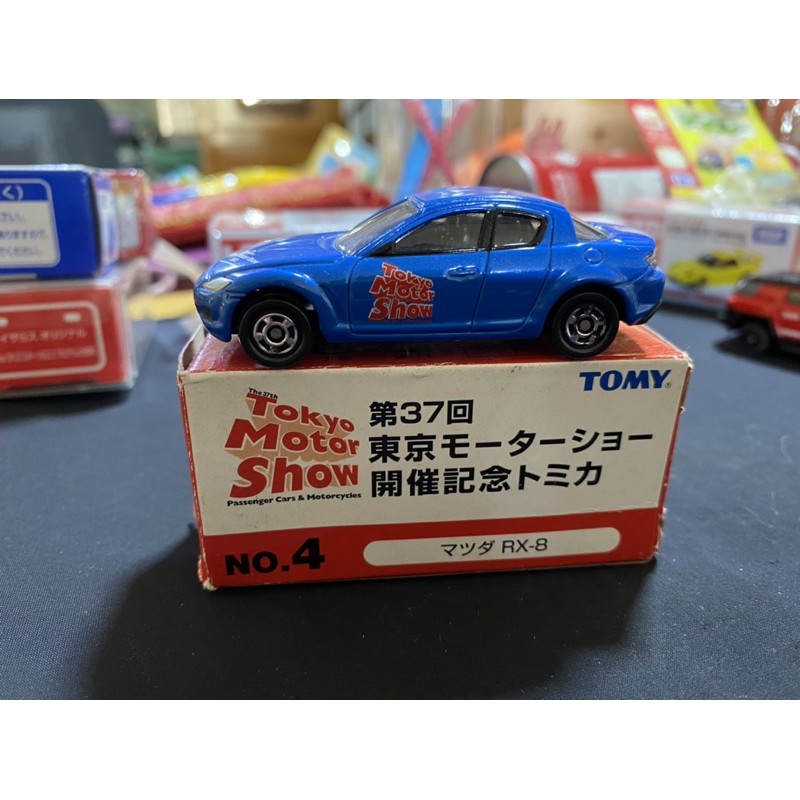 Tokyo
Motor
Show
TOMY
The 37th
Tokyo
Motor
Show
Passenger Cars & Motorcycles
第37回
東京モーターショー
開催記念トミカ
NO.4
マツダ RX-8